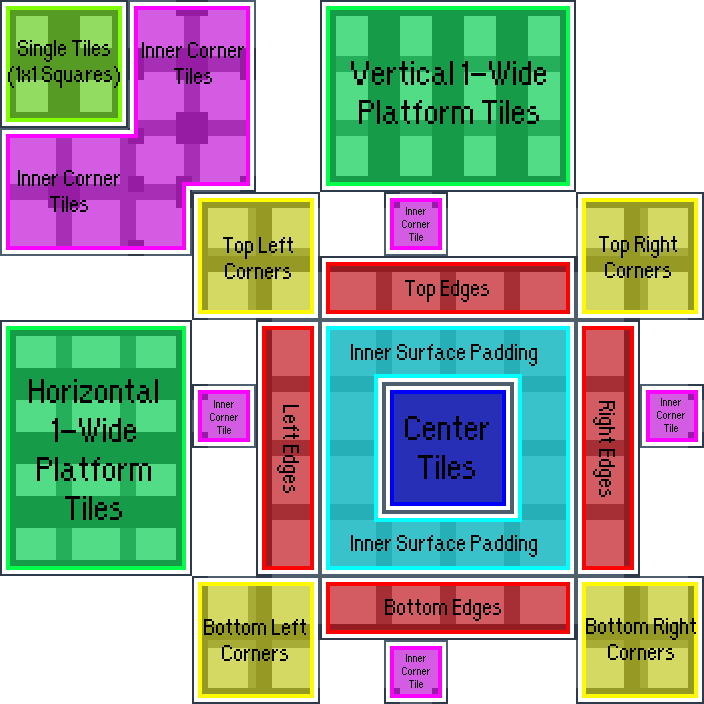 Single Tiles
(1x1 Squares)
Inner Corner
Tiles
Vertical 1-Wide
Platform Tiles
Inner Corner
Tiles
Top Left
Corners
Inner
Corner
Tile
Top Right
Corners
Top Edges
Horizontal
1-Wide
Platform
Tiles
Inner
Corner
Tile
Left Edges
Inner Surface Padding
Center
Tiles
Inner Surface Padding
Right Edges
Inner
Corner
Tile
Bottom Left
Corners
Bottom Edges
Bottom Right
Corners
Inner
Corner
Tile